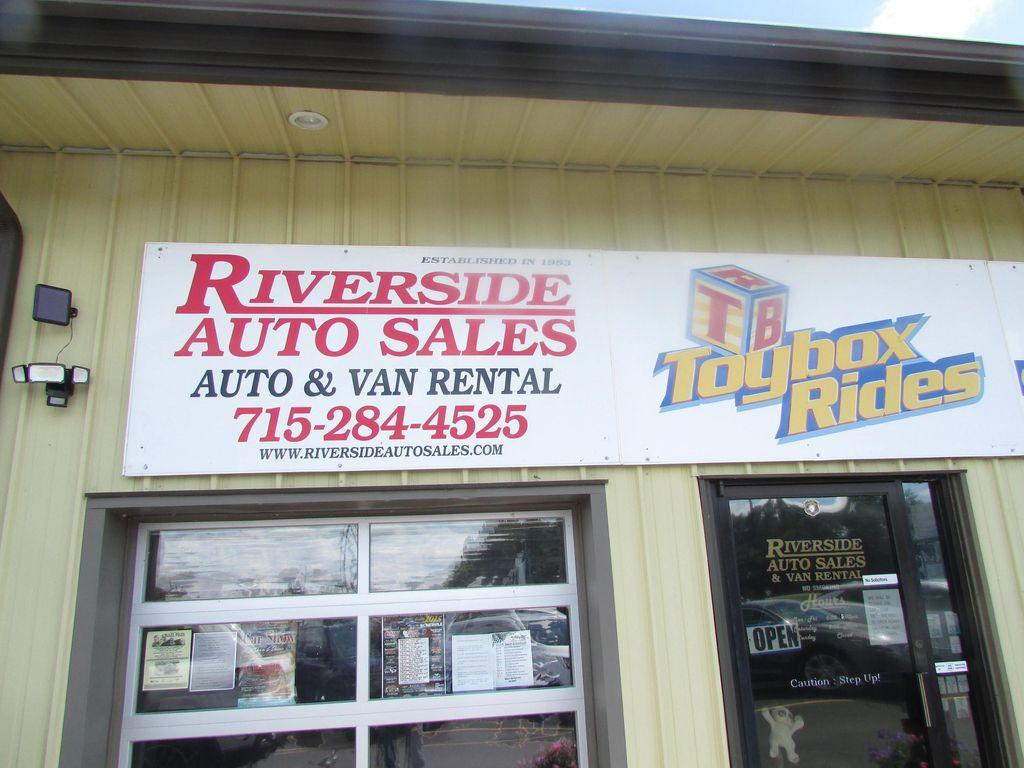 ESTABLISHED IN 1983
RIVERSIDE
AUTO SALES
AUTO & VAN RENTAL
715-284-4525
WWW.RIVERSIDEAUTOSALES.COM
T B
Toybox
Rides
RIVERSIDE
AUTO SALES
& VAN RENTAL
NO SMOKING
No Solicitors
Hours
OPEN
Closed
Caution : Step Up!